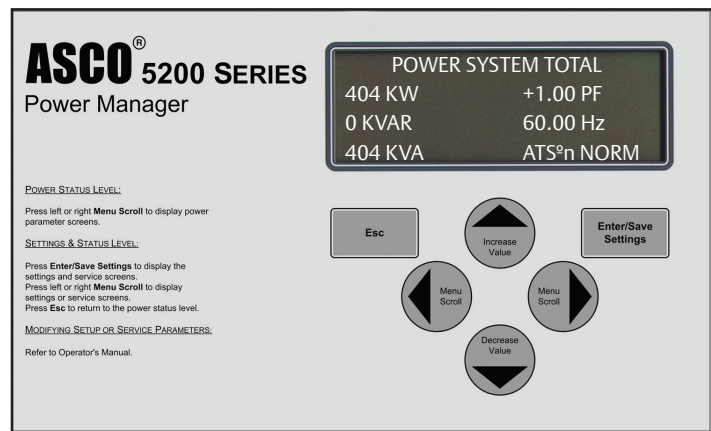 ASCO® 5200 SERIES
Power Manager
POWER STATUS LEVEL:
Press left or right Menu Scroll to display power
parameter screens.
SETTINGS & STATUS LEVEL:
Press Enter/Save Settings to display the
settings and service screens.
Press left or right Menu Scroll to display
settings or service screens.
Press Esc to return to the power status level.
MODIFYING SETUP OR SERVICE PARAMETERS:
Refer to Operator's Manual.
POWER SYSTEM TOTAL
404 KW +1.00 PF
0 KVAR 60.00 Hz
404 KVA ATSºn NORM
Esc
Increase
Value
Enter/Save
Settings
Menu
Scroll
Menu
Scroll
Decrease
Value